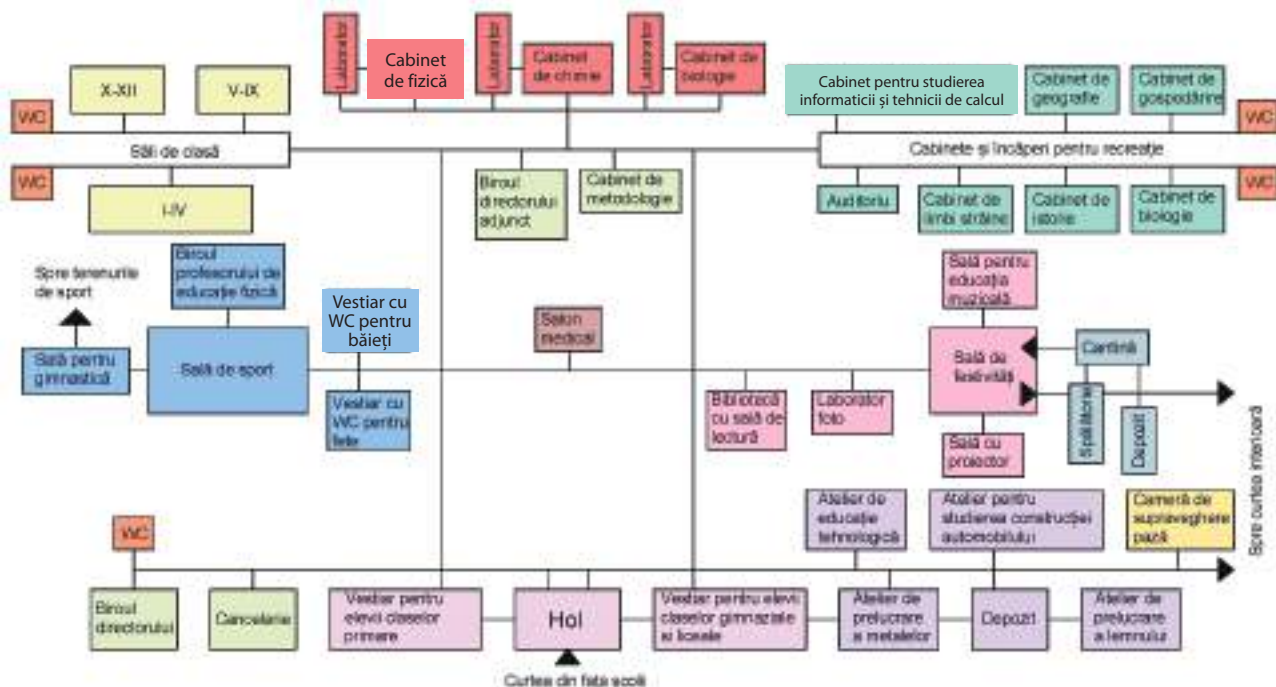 Laborator
Cabinet
de fizică
Laborator
Cabinet
de chimie
Laborator
Cabinet de
biologie
X-XII
V-IX
WC
Săli de clasă
WC
I-IV
Cabinet pentru studierea
informaticii și tehnicii de calcul
Cabinet de
geografie
Cabinet de
gospodărire
WC
Cabinete și încăperi pentru recreație
WC
Biroul
directorului
adjunct
Cabinet de
metodologie
Auditoriu
Cabinet de
limbi străine
Cabinet de
istorie
Cabinet de
biologie
Spre terenurile
de sport
Biroul
profesorului de
educație fizică
Vestiar cu
WC pentru
băieți
Salon
medical
Sală pentru
educația
muzicală
Sală pentru
gimnastică
Sală de sport
Sală de
festivități
Cantină
Vestiar cu
WC pentru
fete
Bibliotecă
cu sală de
lectură
Laborator
foto
Sală cu
proiector
Spălătorie
Depozit
Spre curtea interioară
WC
Atelier de
educație
tehnologică
Atelier pentru
studierea construcției
automobilului
Cameră de
supraveghere
pază
Biroul
directorului
Cancelarie
Vestiar pentru
elevii claselor
primare
Hol
Vestiar pentru elevii
claselor gimnaziale
si liceale
Atelier de
prelucrare
a metalelor
Depozit
Atelier de
prelucrare
a lemnului
Curtea din fața școlii